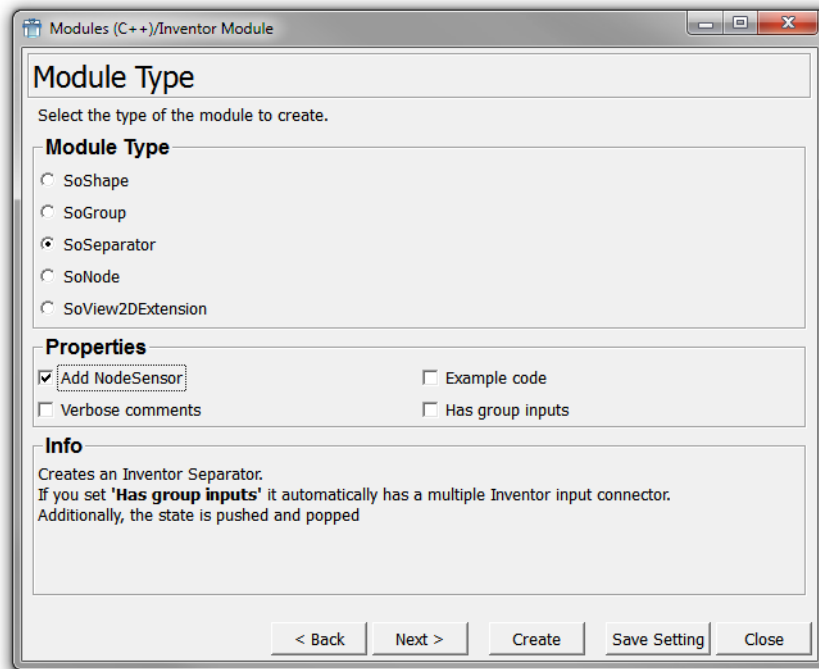 Modules (C++)/Inventor Module
Module Type
Select the type of the module to create.
Module Type
SoShape
SoGroup
SoSeparator
SoNode
SoView2DExtension
Properties
Add NodeSensor
Example code
Verbose comments
Has group inputs
Info
Creates an Inventor Separator.
If you set 'Has group inputs' it automatically has a multiple Inventor input connector.
Additionally, the state is pushed and popped
< Back
Next >
Create
Save Setting
Close